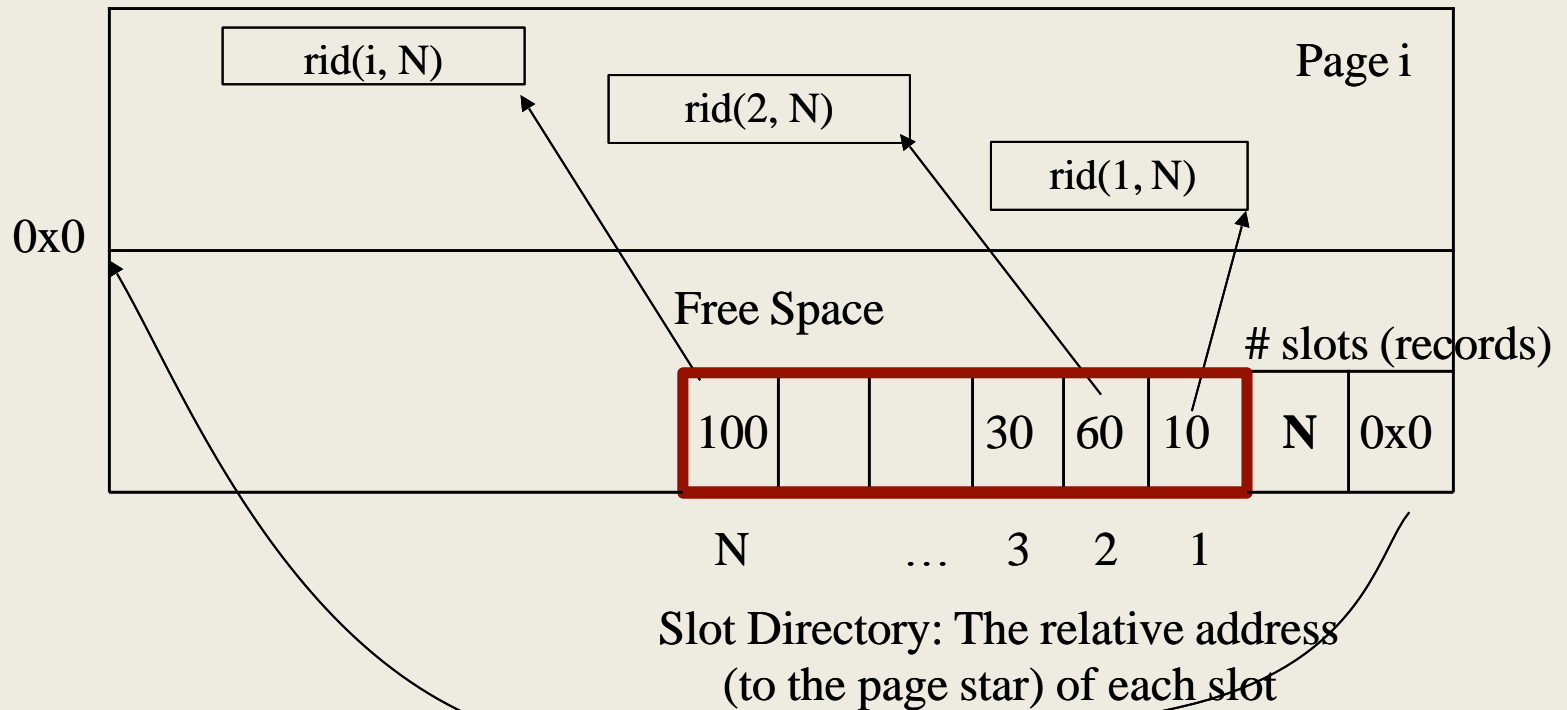 rid(i, N)
Page i
rid(2, N)
rid(1, N)
0x0
Free Space
# slots (records)
100 30 60 10 N 0x0
N … 3 2 1
Slot Directory: The relative address
(to the page star) of each slot